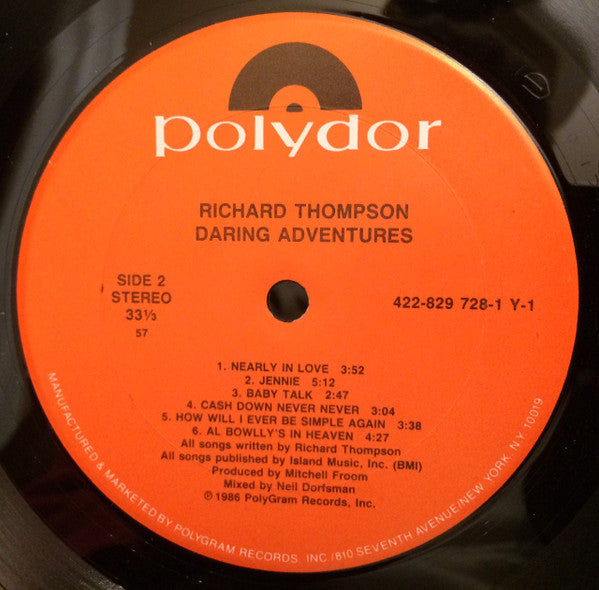 polydor
RICHARD THOMPSON
DARING ADVENTURES
SIDE 2
STEREO
33⅓
57
422-829 728-1 Y-1
1. NEARLY IN LOVE 3:52
2. JENNIE 5:12
3. BABY TALK 2:47
4. CASH DOWN NEVER NEVER 3:04
5. HOW WILL I EVER BE SIMPLE AGAIN 3:38
6. AL BOWLLY'S IN HEAVEN 4:27
All songs written by Richard Thompson
All songs published by Island Music, Inc. (BMI)
Produced by Mitchell Froom
Mixed by Neil Dorfsman
℗ 1986 PolyGram Records, Inc.
MANUFACTURED & MARKETED BY POLYGRAM RECORDS, INC./810 SEVENTH AVENUE/NEW YORK, N.Y. 10019